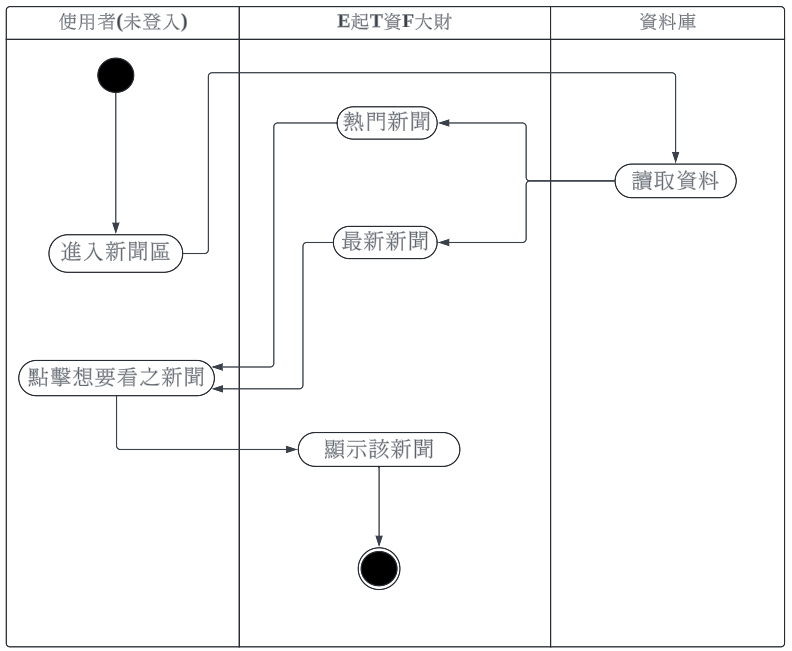 使用者(未登入)
E起T資F大財
資料庫
熱門新聞
讀取資料
最新新聞
進入新聞區
點擊想要看之新聞
顯示該新聞